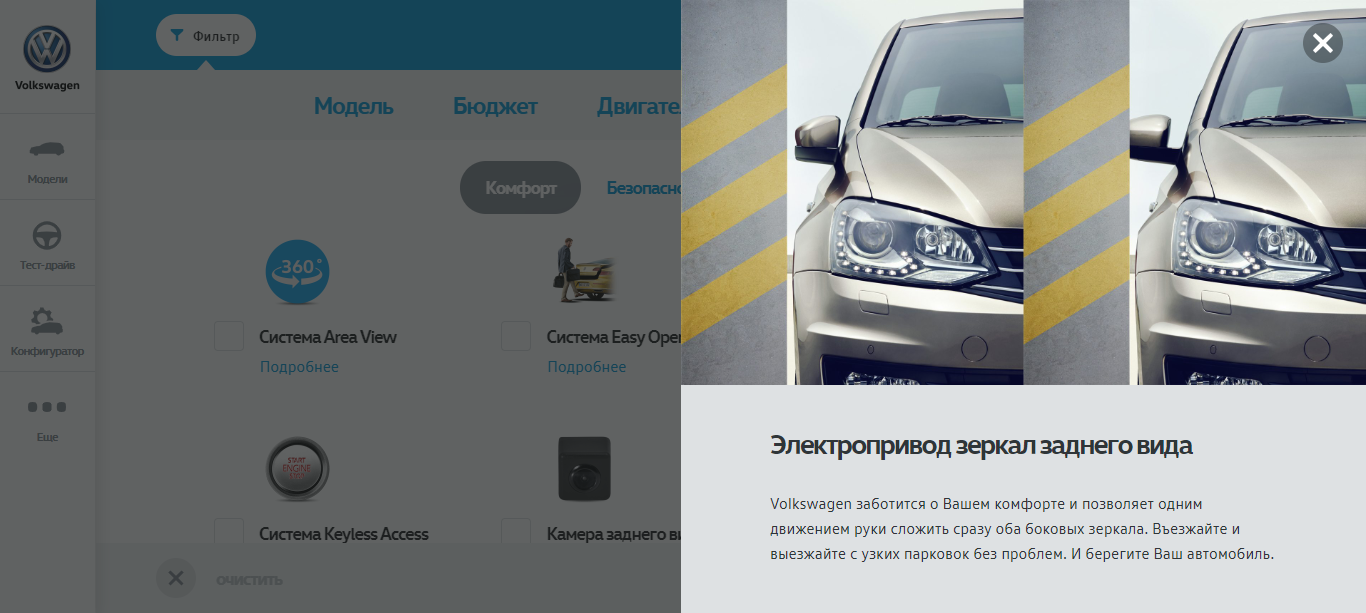 Volkswagen
Модели
Тест-драйв
Конфигуратор
Еще
Фильтр
Модель Бюджет Двигате
Комфорт Безопасно
360°
Система Area View
Подробнее
Система Easy Open
Подробнее
START
ENGINE
STOP
Система Keyless Access
Камера заднего ви
очистить
Электропривод зеркал заднего вида
Volkswagen заботится о Вашем комфорте и позволяет одним
движением руки сложить сразу оба боковых зеркала. Въезжайте и
выезжайте с узких парковок без проблем. И берегите Ваш автомобиль.